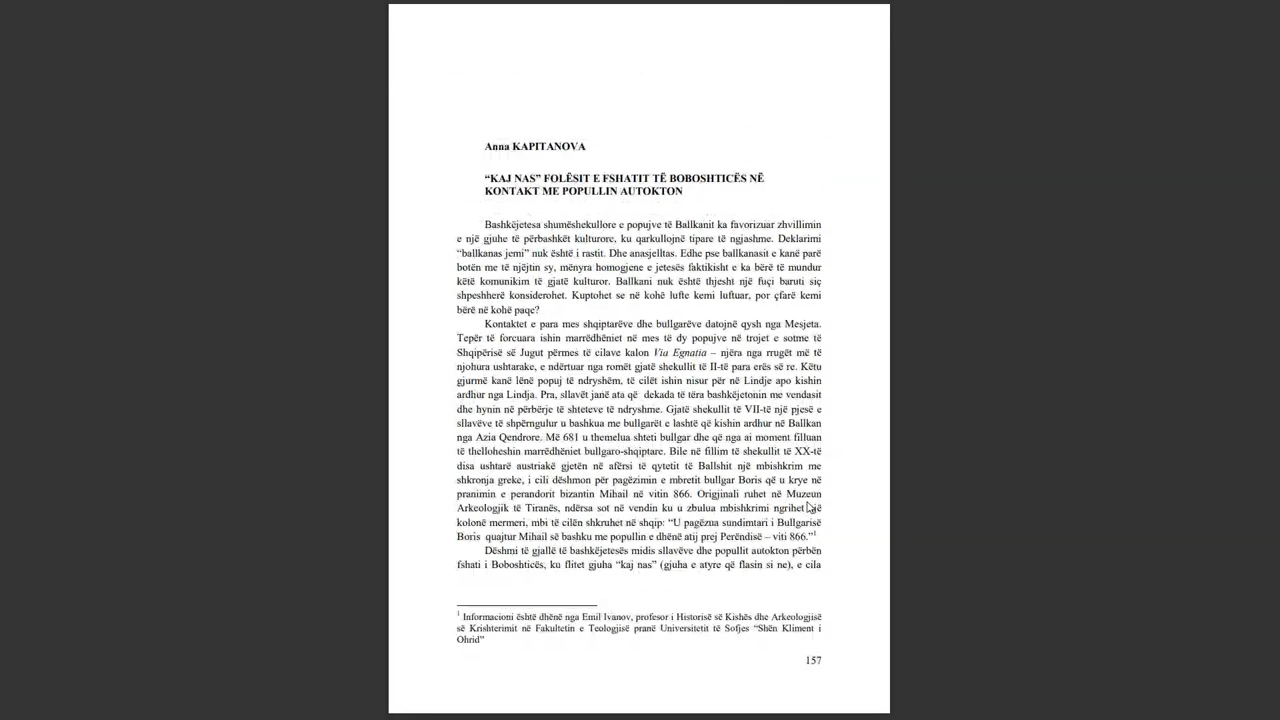 Anna KAPITANOVA
“KAJ NAS” FOLËSIT E FSHATIT TË BOBOSHTICËS NË
KONTAKT ME POPULLIN AUTOKTON
Bashkëjetesa shumëshekullore e popujve të Ballkanit ka favorizuar zhvillimin
e një gjuhe të përbashkët kulturore, ku qarkullojnë tipare të ngjashme. Deklarimi
“ballkanas jemi” nuk është i rastit. Dhe anasjelltas. Edhe pse ballkanasit e kanë parë
botën me të njëjtin sy, mënyra homogjene e jetesës faktikisht e ka bërë të mundur
këtë komunikim të gjatë kulturor. Ballkani nuk është thjesht një fuçi baruti siç
shpeshherë konsiderohet. Kuptohet se në kohë lufte kemi luftuar, por çfarë kemi
bërë në kohë paqe?
Kontaktet e para mes shqiptarëve dhe bullgarëve datojnë qysh nga Mesjeta.
Tepër të forcuara ishin marrëdhëniet në mes të dy popujve në trojet e sotme të
Shqipërisë së Jugut përmes të cilave kalon Via Egnatia – njëra nga rrugët më të
njohura ushtarake, e ndërtuar nga romët gjatë shekullit të II-të para erës së re. Këtu
gjurmë kanë lënë popuj të ndryshëm, të cilët ishin nisur për në Lindje apo kishin
ardhur nga Lindja. Pra, sllavët janë ata që dekada të tëra bashkëjetonin me vendasit
dhe hynin në përbërje të shteteve të ndryshme. Gjatë shekullit të VII-të një pjesë e
sllavëve të shpërngulur u bashkua me bullgarët e lashtë që kishin ardhur në Ballkan
nga Azia Qendrore. Më 681 u themelua shteti bullgar dhe që nga ai moment filluan
të thelloheshin marrëdhëniet bullgaro-shqiptare. Bile në fillim të shekullit të XX-të
disa ushtarë austriakë gjetën në afërsi të qytetit të Ballshit një mbishkrim me
shkronja greke, i cili dëshmon për pagëzimin e mbretit bullgar Boris që u krye në
pranimin e perandorit bizantin Mihail në vitin 866. Origjinali ruhet në Muzeun
Arkeologjik të Tiranës, ndërsa sot në vendin ku u zbulua mbishkrimi ngrihet një
kolonë mermeri, mbi të cilën shkruhet në shqip: “U pagëzua sundimtari i Bullgarisë
Boris quajtur Mihail së bashku me popullin e dhënë atij prej Perëndisë – viti 866.”1
Dëshmi të gjallë të bashkëjetesës midis sllavëve dhe popullit autokton përbën
fshati i Boboshticës, ku flitet gjuha “kaj nas” (gjuha e atyre që flasin si ne), e cila
1 Informacioni është dhënë nga Emil Ivanov, profesor i Historisë së Kishës dhe Arkeologjisë
së Krishterimit në Fakultetin e Teologjisë pranë Universitetit të Sofjes “Shën Kliment i
Ohrid”
157